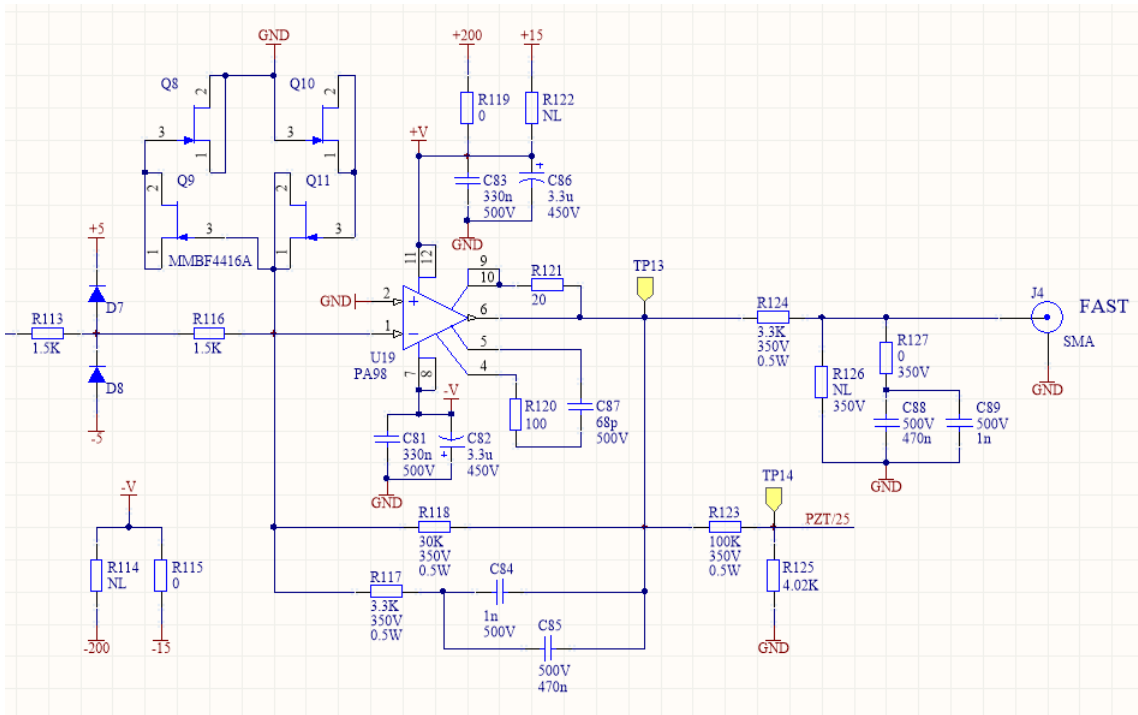 GND
+200
+15
Q8
2
3
1
Q10
2
3
1
R119
0
R122
NL
+V
Q9
2
3
1
Q11
2
3
1
MMBF4416A
C83
330n
500V
+
C86
3.3u
450V
GND
+5
D7
D8
-5
R113
1.5K
R116
1.5K
GND
2
1
+
−
11
12
9
10
6
5
4
7
8
U19
PA98
R121
20
TP13
R124
3.3K
350V
0.5W
J4
FAST
SMA
GND
R126
NL
350V
R127
0
350V
C88
500V
470n
C89
500V
1n
GND
-V
C81
330n
500V
C82
3.3u
450V
+
GND
R120
100
C87
68p
500V
TP14
PZT/25
R118
30K
350V
0.5W
R123
100K
350V
0.5W
R125
4.02K
GND
R117
3.3K
350V
0.5W
C84
1n
500V
C85
500V
470n
-V
R114
NL
R115
0
-200
-15